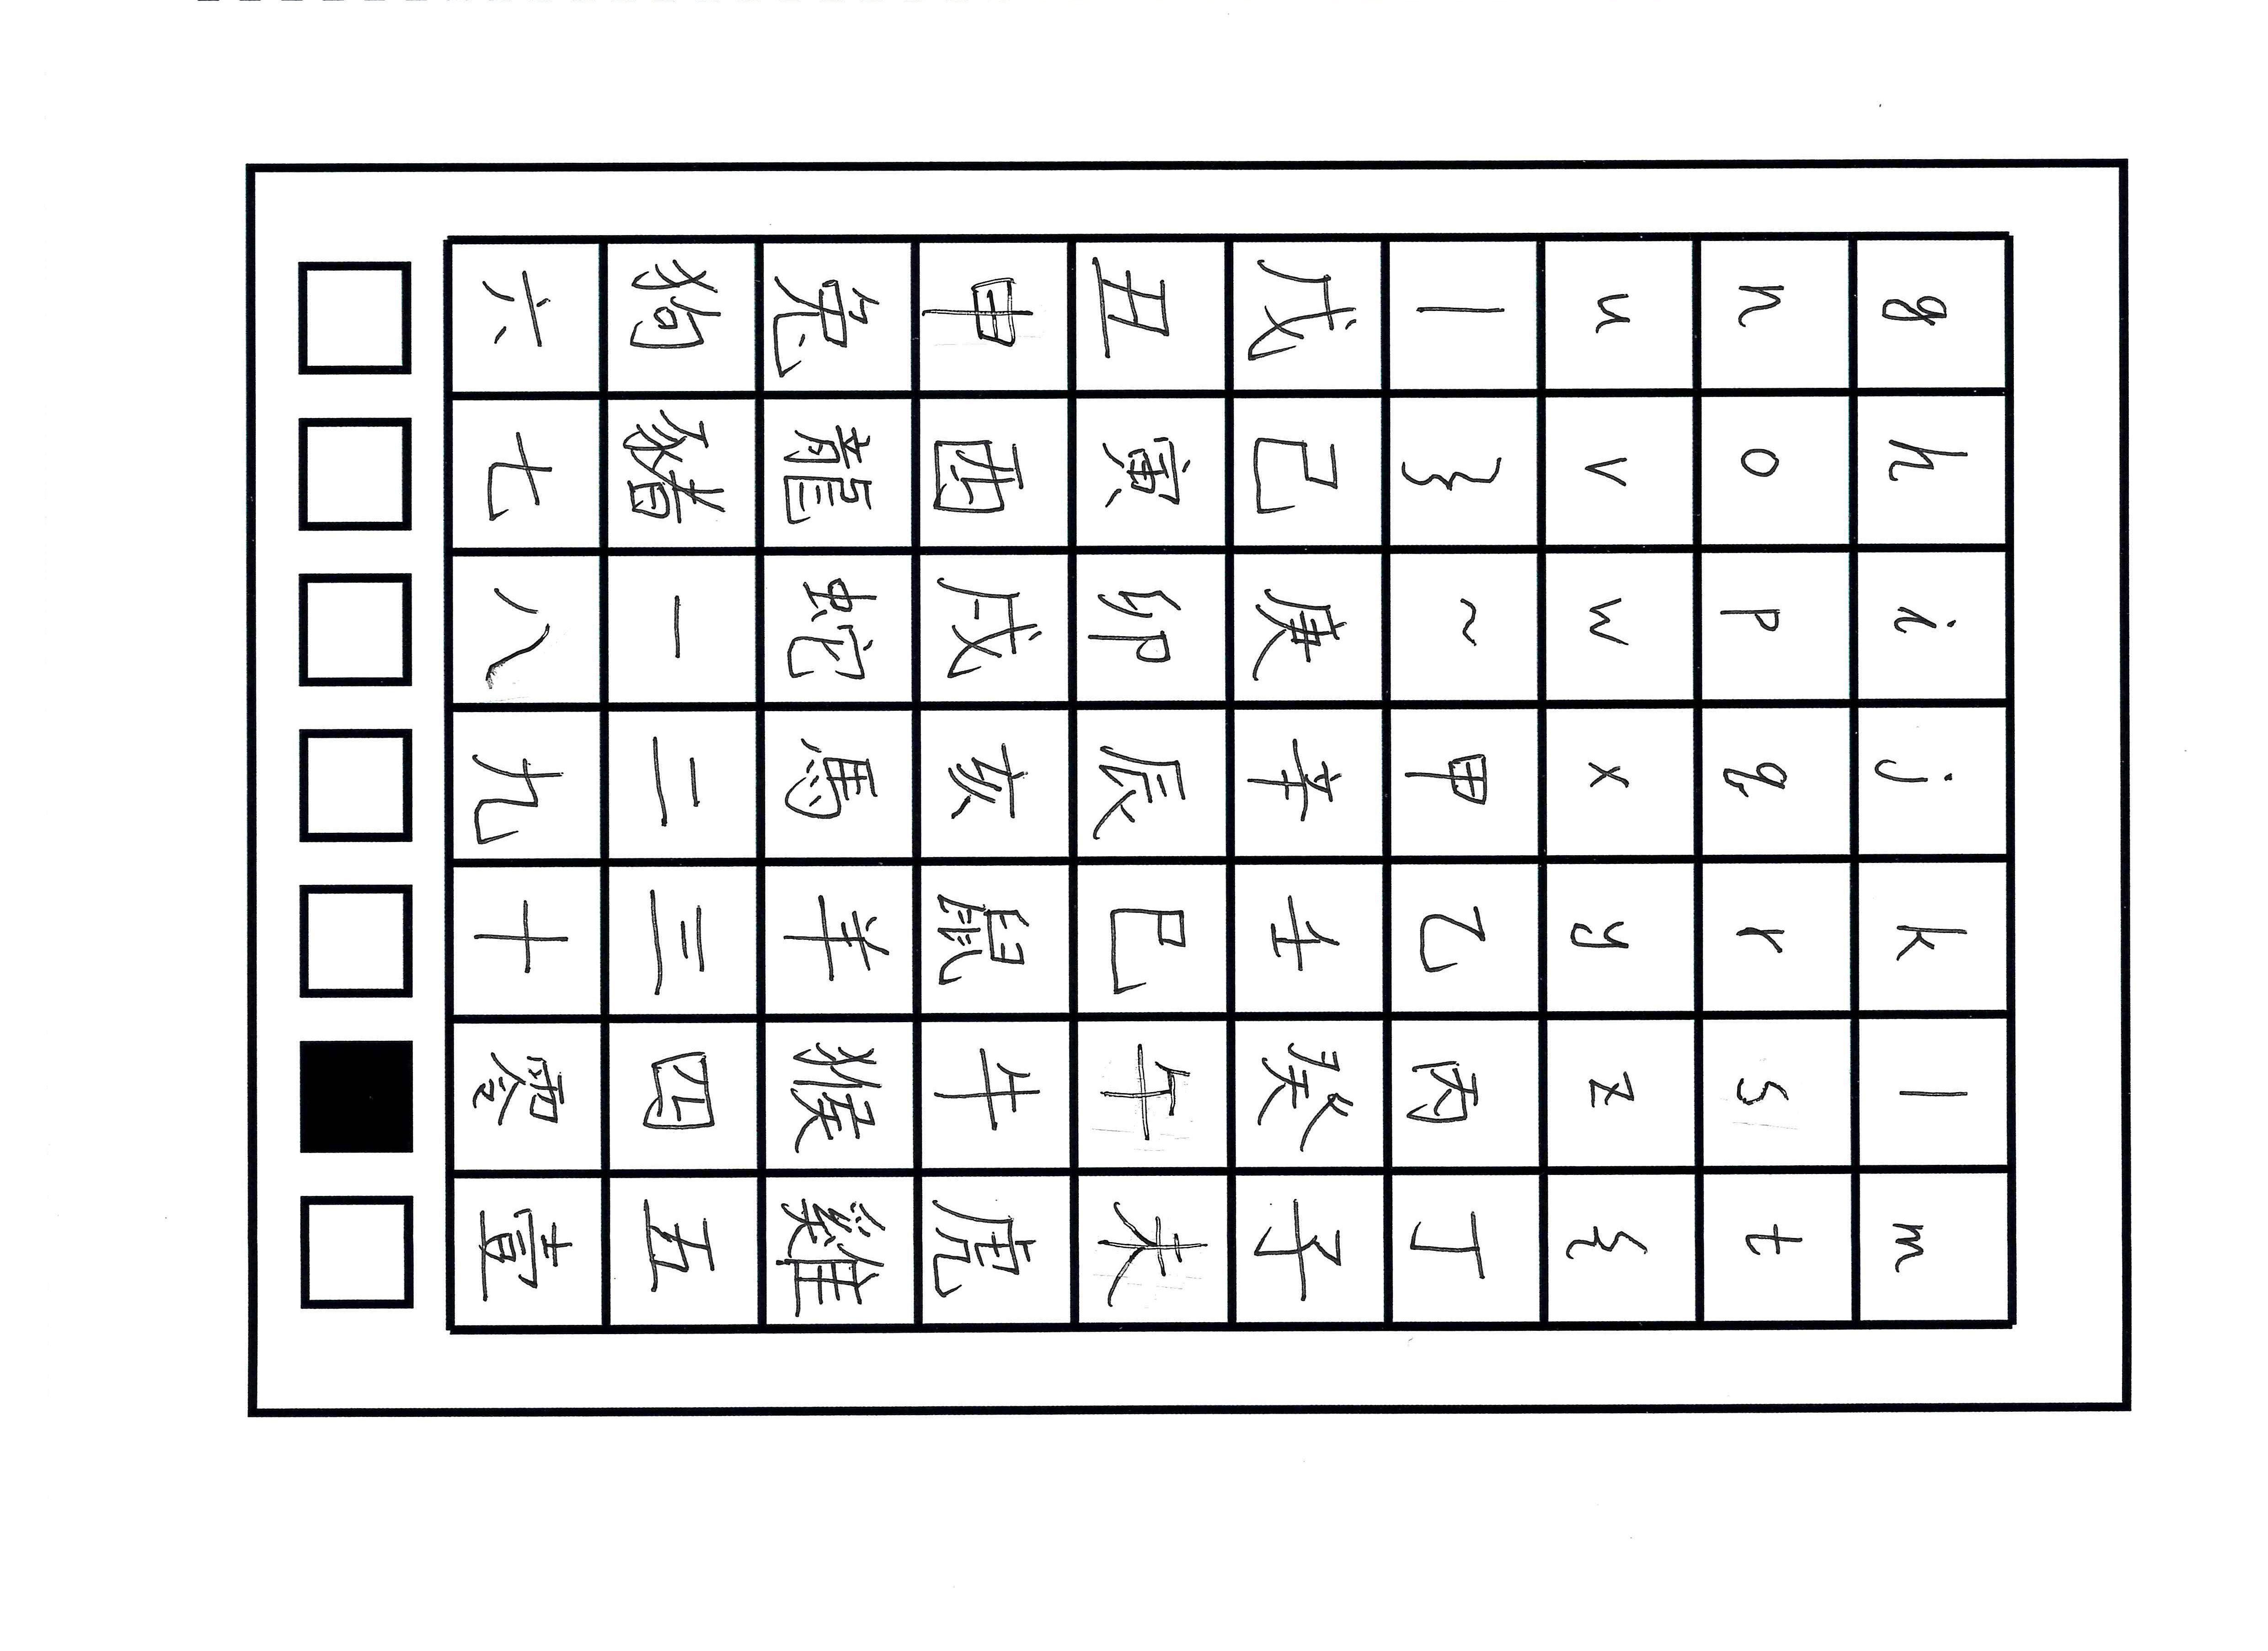 g h i j k l m
n o p q r s t
u v w x y z {
| } ~ 甲 乙 丙 丁
戊 己 庚 辛 壬 癸 子
丑 寅 卯 辰 巳 午 未
申 酉 戌 亥 鼠 牛 虎
兔 龍 蛇 馬 羊 猴 雞
狗 豬 一 二 三 四 五
六 七 八 九 十 零 壹